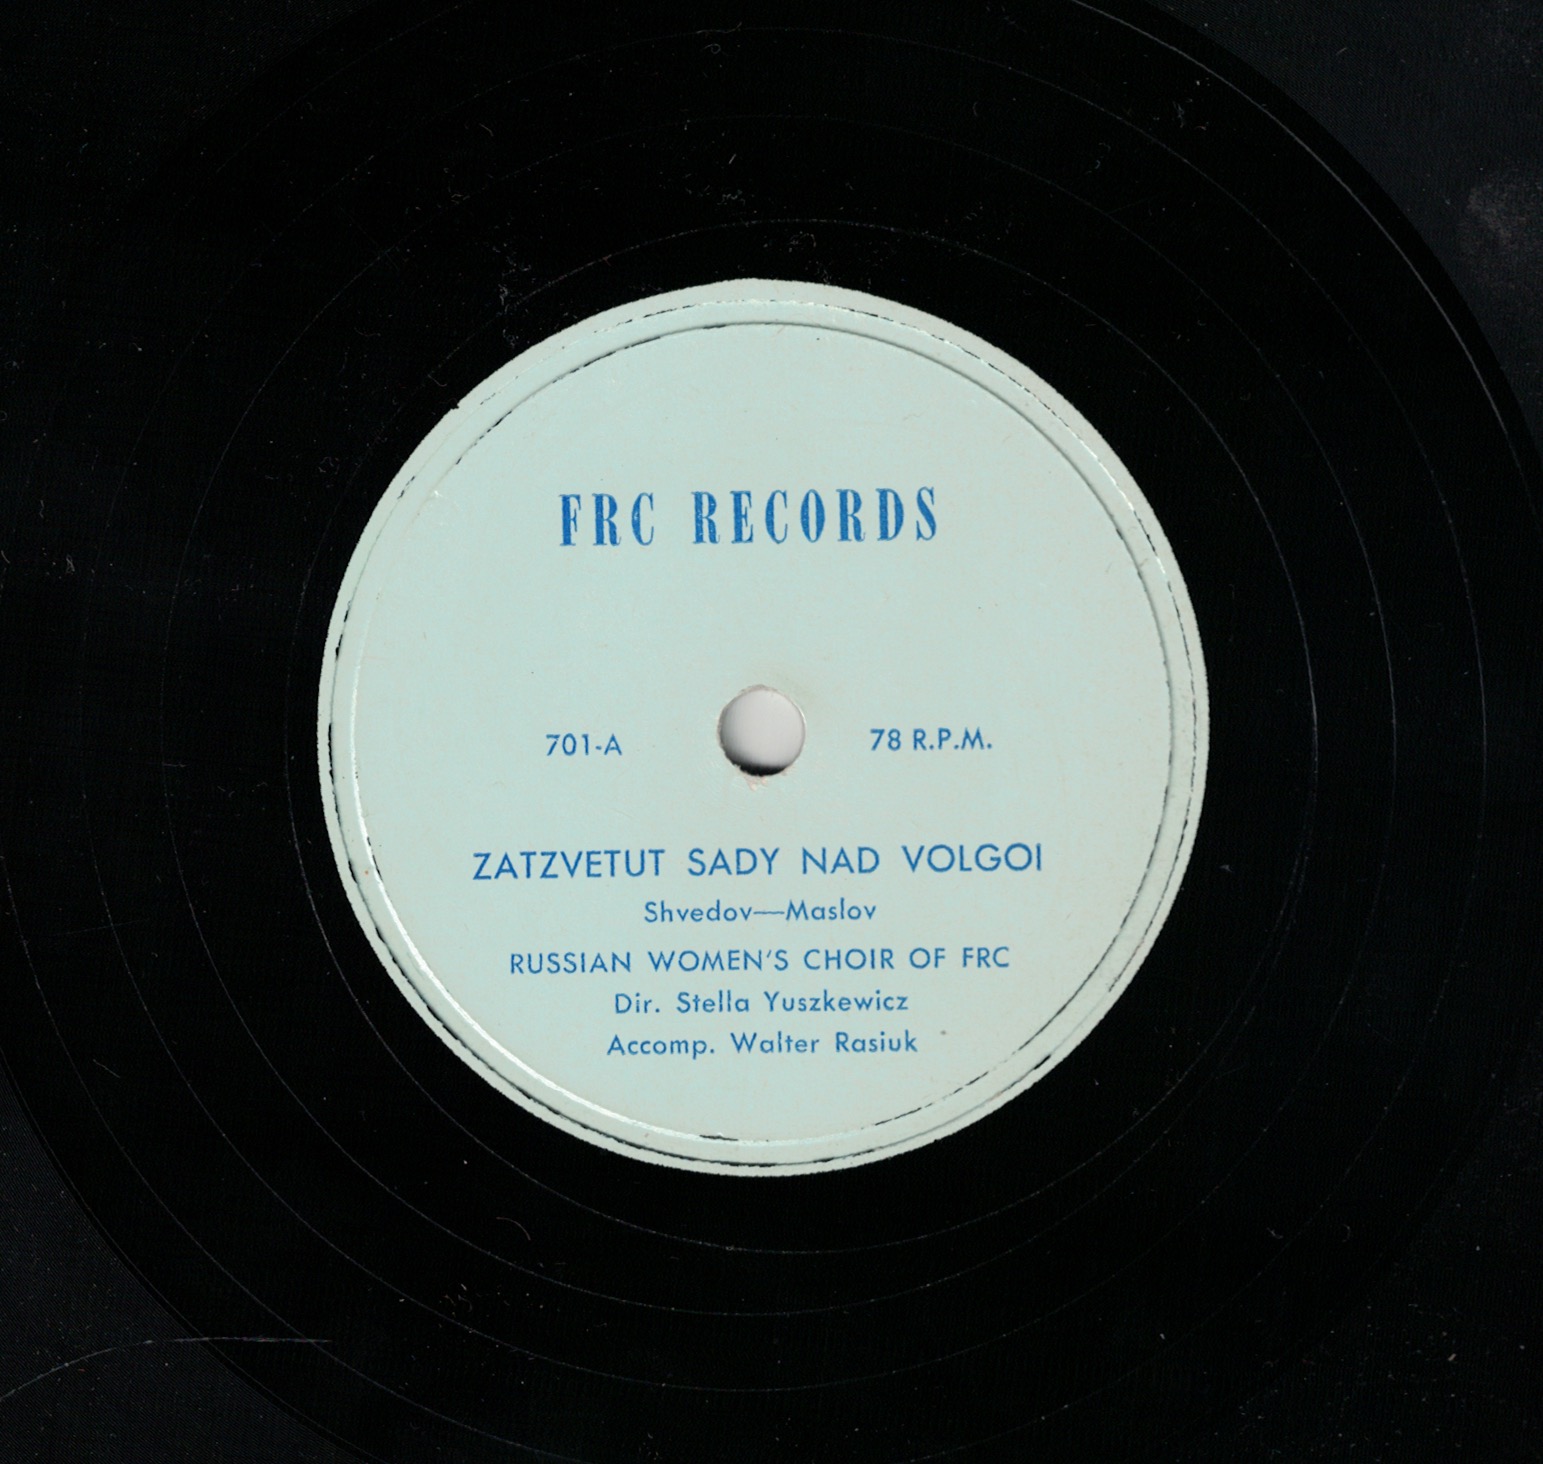 FRC RECORDS
701-A 78 R.P.M.
ZATZVETUT SADY NAD VOLGOI
Shvedov—Maslov
RUSSIAN WOMEN'S CHOIR OF FRC
Dir. Stella Yuszkewicz
Accomp. Walter Rasiuk